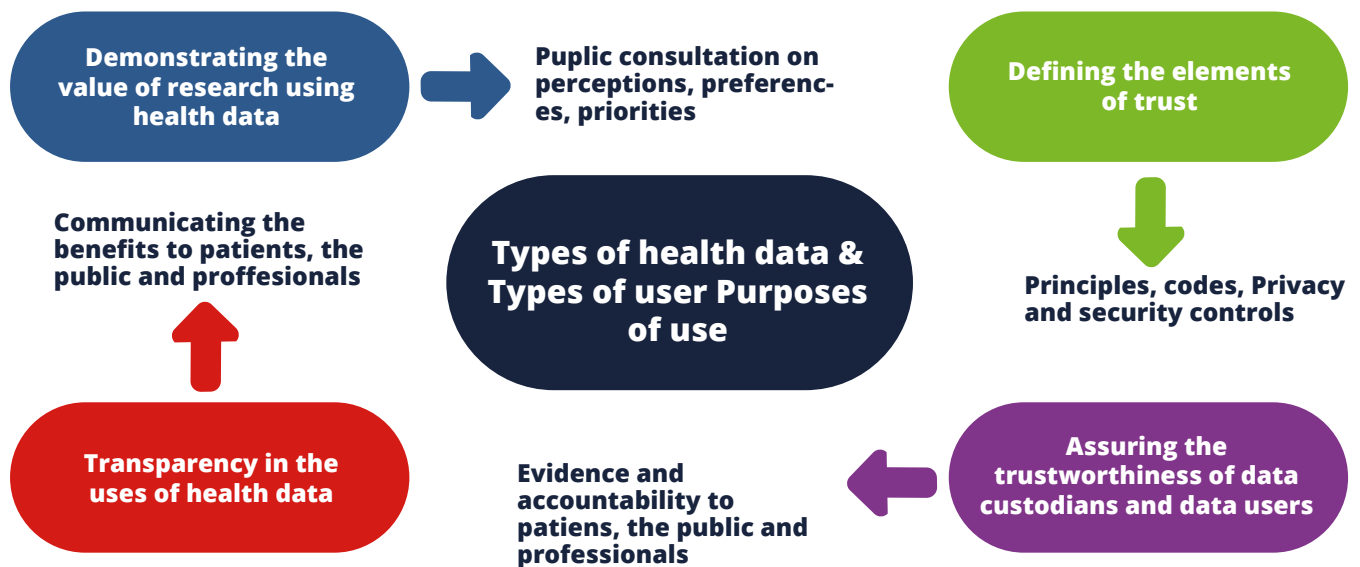 Demonstrating the
value of research using
health data
Puplic consultation on
perceptions, preferenc-
es, priorities
Defining the elements
of trust
Communicating the
benefits to patients, the
public and proffesionals
Types of health data &
Types of user Purposes
of use
Principles, codes, Privacy
and security controls
Transparency in the
uses of health data
Evidence and
accountability to
patiens, the public and
professionals
Assuring the
trustworthiness of data
custodians and data users